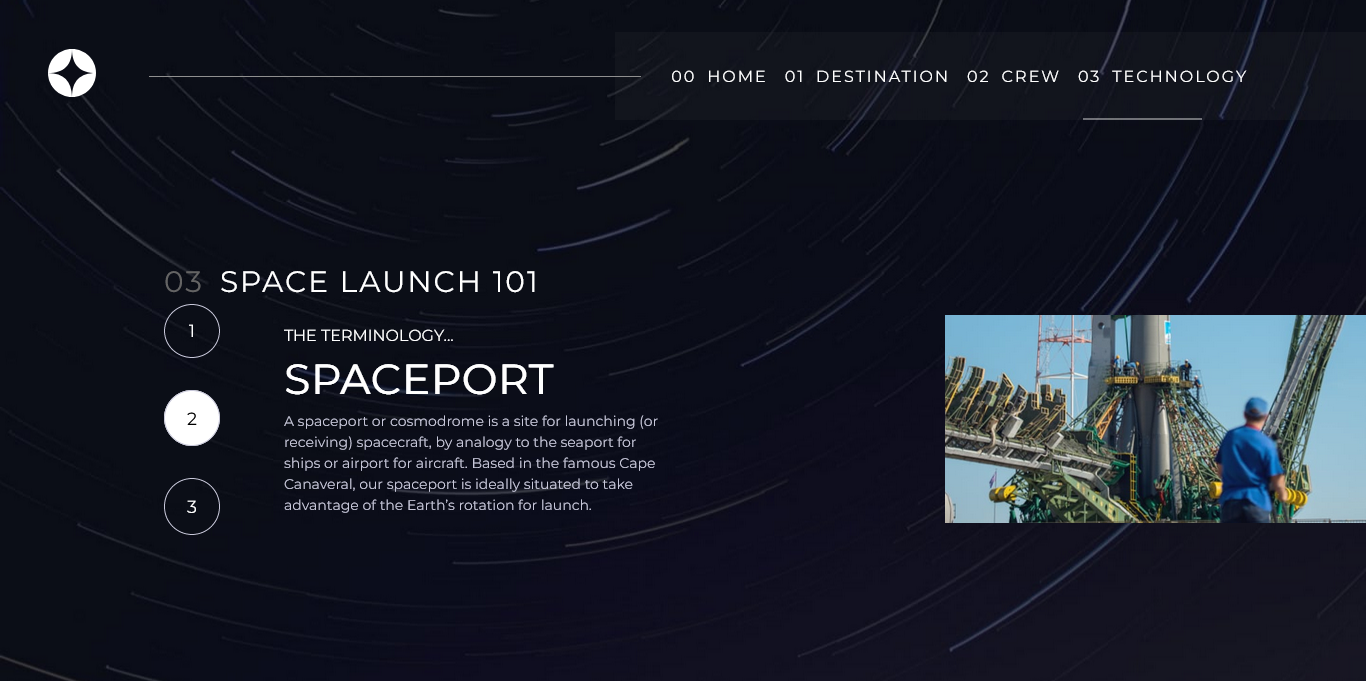 00 HOME 01 DESTINATION 02 CREW 03 TECHNOLOGY
03 SPACE LAUNCH 101
1
THE TERMINOLOGY...
SPACEPORT
2
A spaceport or cosmodrome is a site for launching (or
receiving) spacecraft, by analogy to the seaport for
ships or airport for aircraft. Based in the famous Cape
Canaveral, our spaceport is ideally situated to take
advantage of the Earth’s rotation for launch.
3